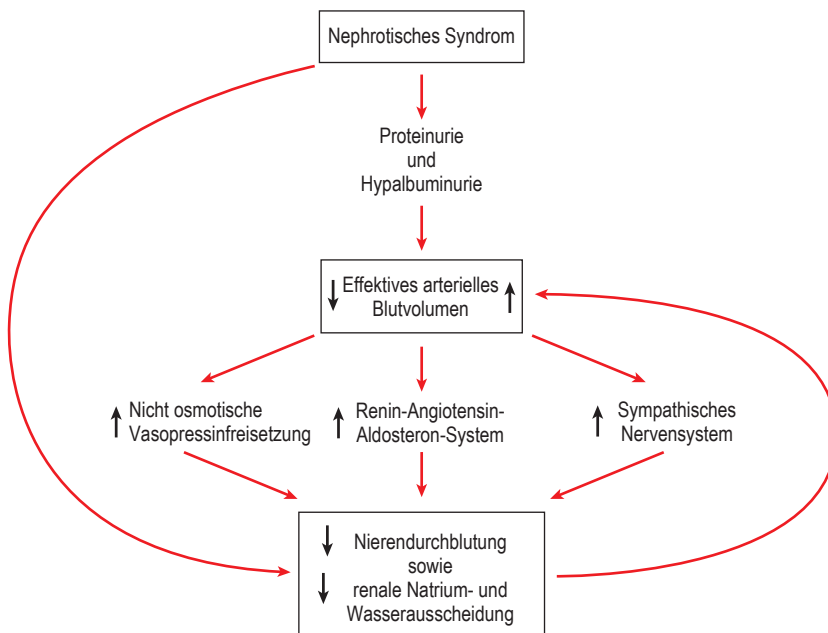 Nephrotisches Syndrom
Proteinurie
und
Hypalbuminurie
Effektives arterielles
Blutvolumen
Nicht osmotische
Vasopressinfreisetzung
Renin-Angiotensin-
Aldosteron-System
Sympathisches
Nervensystem
Nierendurchblutung
sowie
renale Natrium- und
Wasserausscheidung